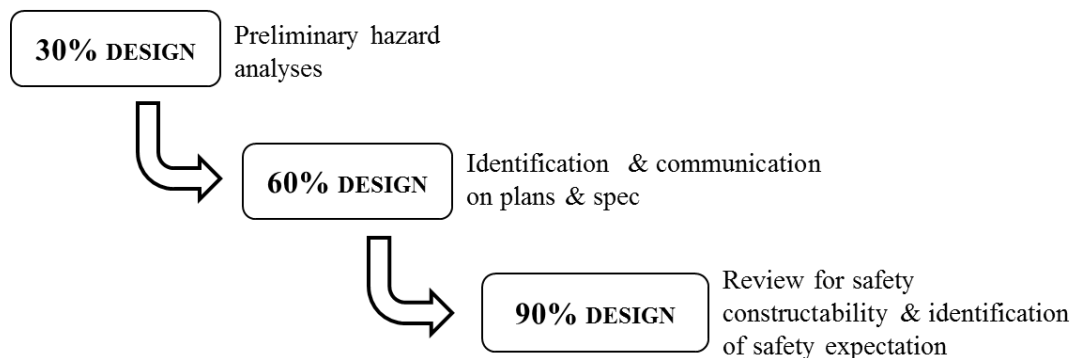 30% DESIGN
Preliminary hazard
analyses
60% DESIGN
Identification & communication
on plans & spec
90% DESIGN
Review for safety
constructability & identification
of safety expectation